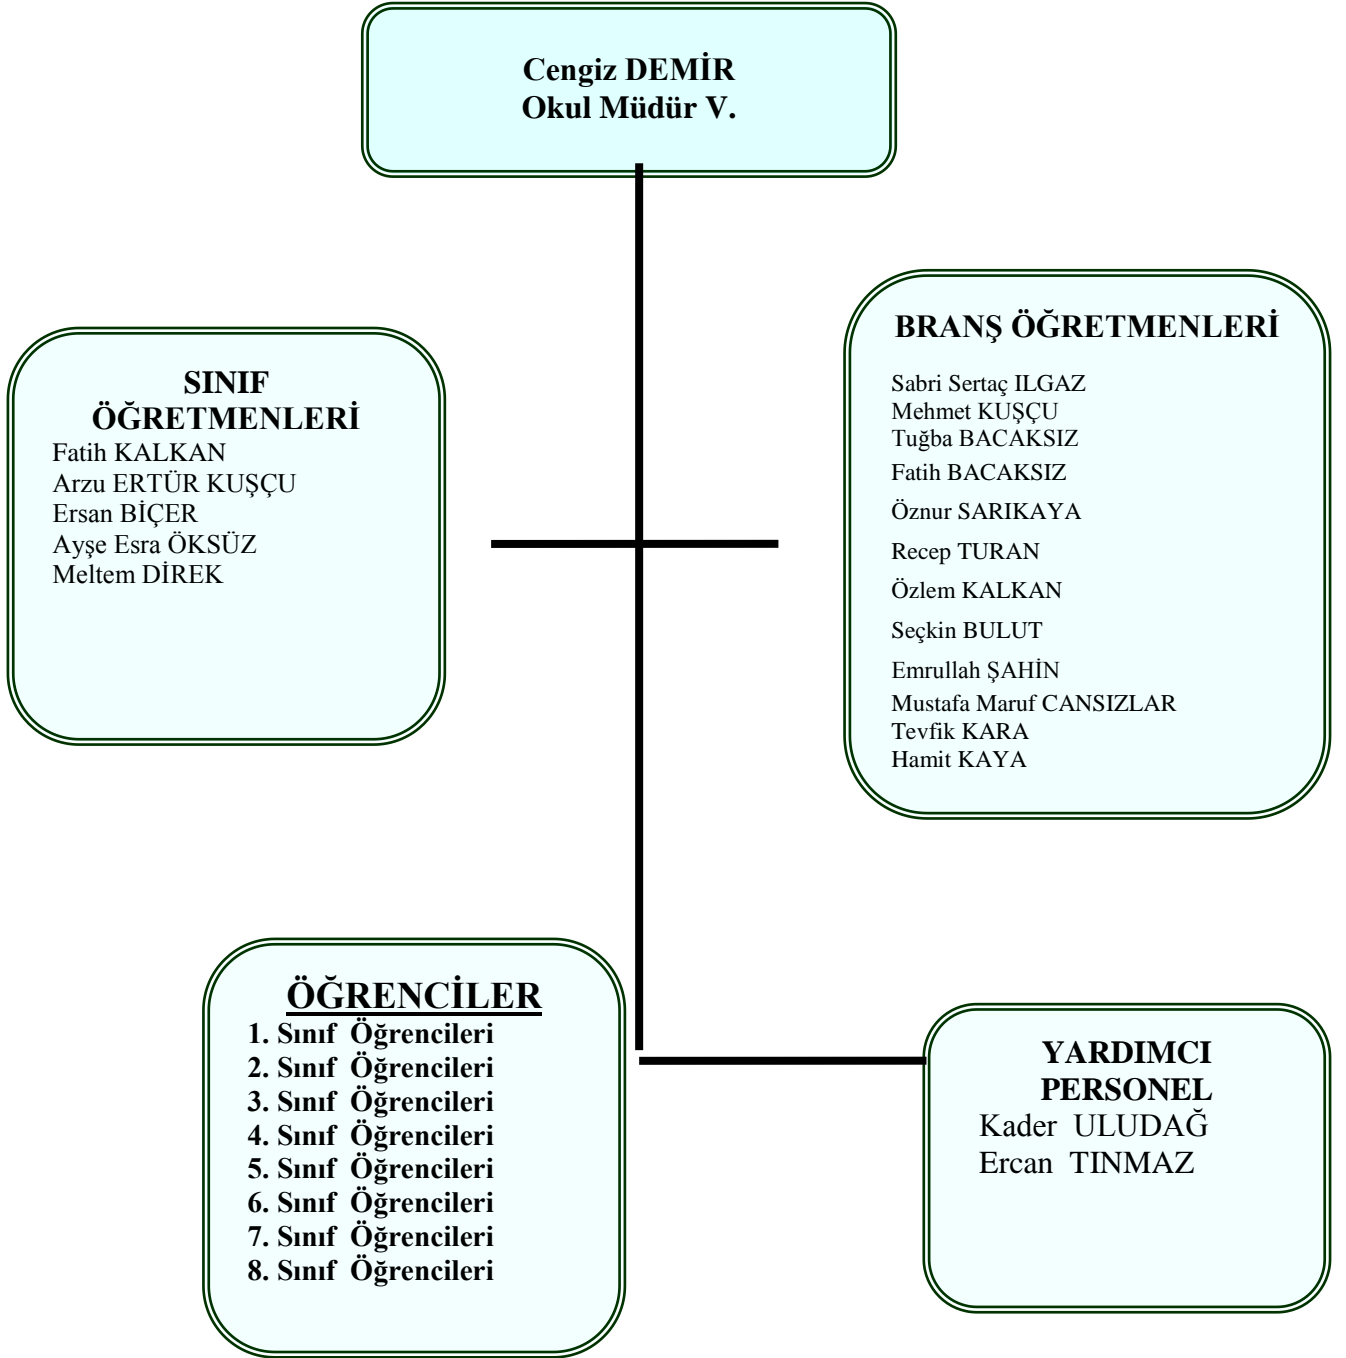 Cengiz DEMİR
Okul Müdür V.
SINIF
ÖĞRETMENLERİ
Fatih KALKAN
Arzu ERTÜR KUŞÇU
Ersan BİÇER
Ayşe Esra ÖKSÜZ
Meltem DİREK
BRANŞ ÖĞRETMENLERİ
Sabri Sertaç ILGAZ
Mehmet KUŞÇU
Tuğba BACAKSIZ
Fatih BACAKSIZ
Öznur SARIKAYA
Recep TURAN
Özlem KALKAN
Seçkin BULUT
Emrullah ŞAHİN
Mustafa Maruf CANSIZLAR
Tevfik KARA
Hamit KAYA
ÖĞRENCİLER
1. Sınıf Öğrencileri
2. Sınıf Öğrencileri
3. Sınıf Öğrencileri
4. Sınıf Öğrencileri
5. Sınıf Öğrencileri
6. Sınıf Öğrencileri
7. Sınıf Öğrencileri
8. Sınıf Öğrencileri
YARDIMCI
PERSONEL
Kader ULUDAĞ
Ercan TINMAZ